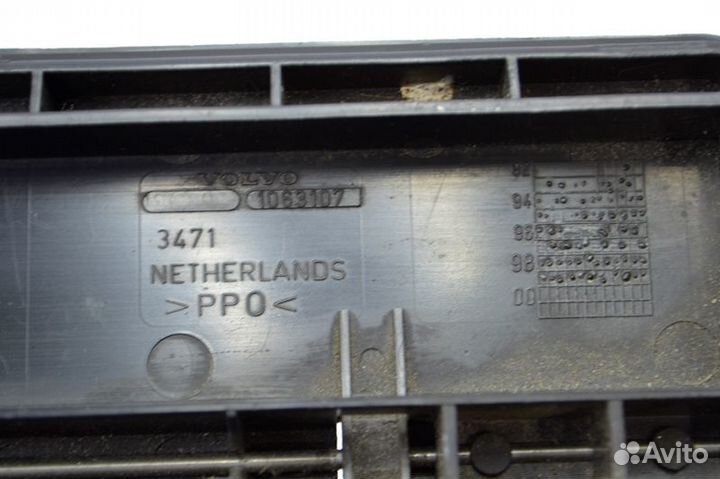 VOLVO
1063107
3471
NETHERLANDS
>PPO<
92
94
96
98
00
Avito